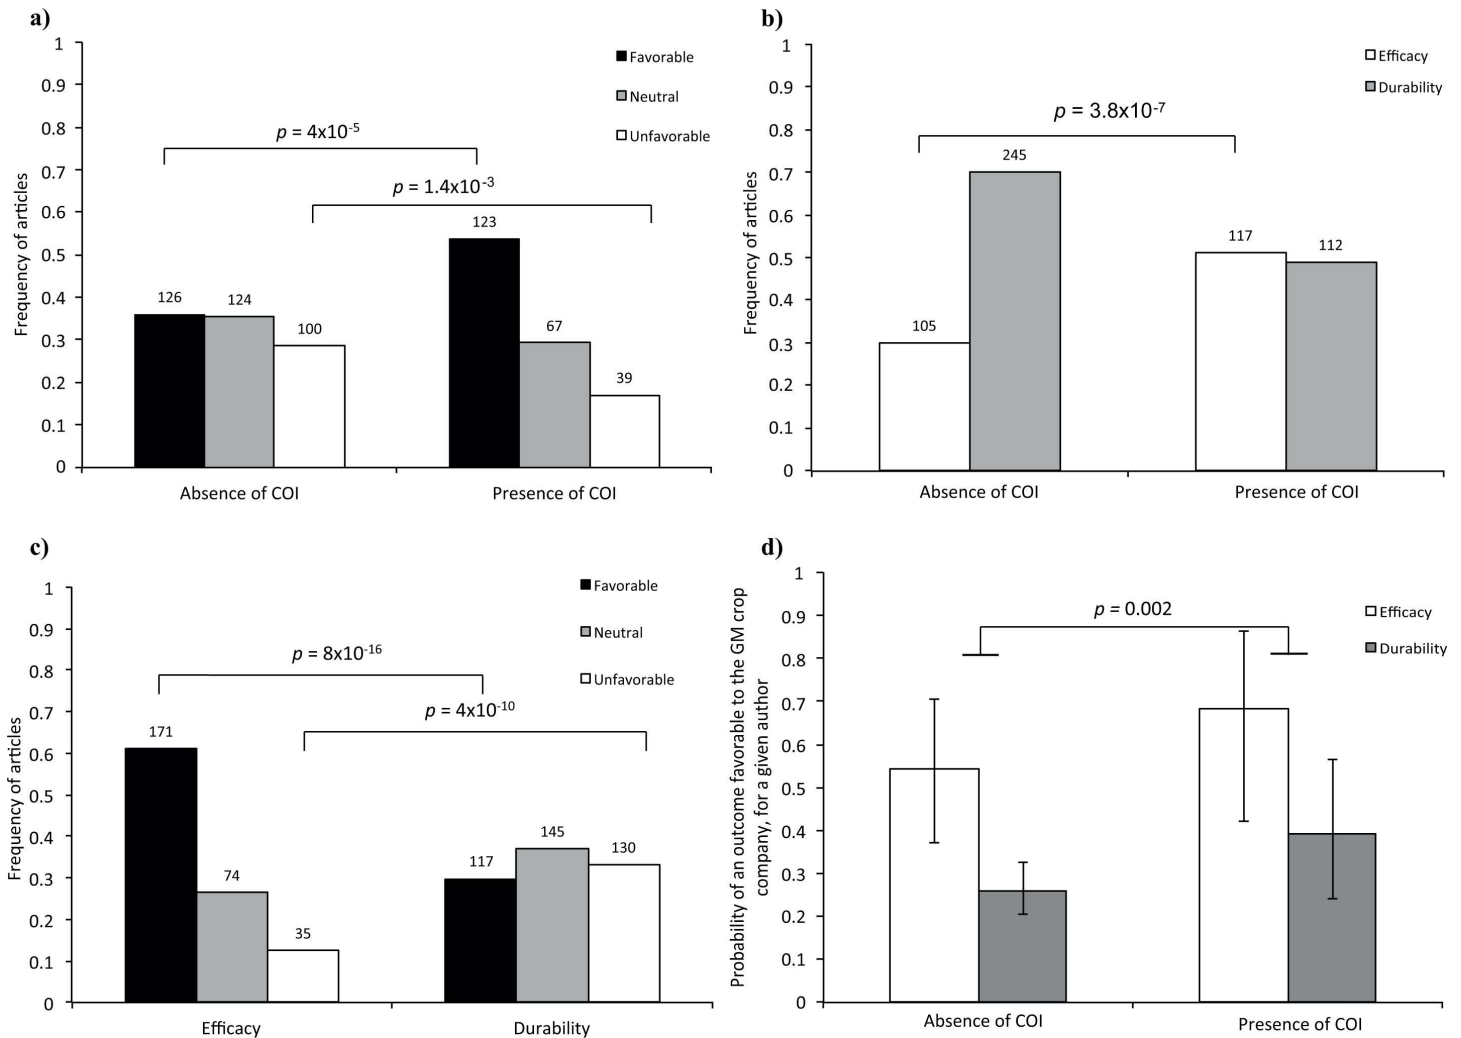 a)
1
0.9
0.8
0.7
0.6
0.5
0.4
0.3
0.2
0.1
0
Frequency of articles
Favorable
Neutral
Unfavorable
p = 4x10-5
p = 1.4x10-3
126
124
100
123
67
39
Absence of COI
Presence of COI
b)
1
0.9
0.8
0.7
0.6
0.5
0.4
0.3
0.2
0.1
0
Frequency of articles
Efficacy
Durability
p = 3.8x10-7
105
245
117
112
Absence of COI
Presence of COI
c)
1
0.9
0.8
0.7
0.6
0.5
0.4
0.3
0.2
0.1
0
Frequency of articles
Favorable
Neutral
Unfavorable
p = 8x10-16
p = 4x10-10
171
74
35
117
145
130
Efficacy
Durability
d)
1
0.9
0.8
0.7
0.6
0.5
0.4
0.3
0.2
0.1
0
Probability of an outcome favorable to the GM crop
company, for a given author
Efficacy
Durability
p = 0.002
Absence of COI
Presence of COI